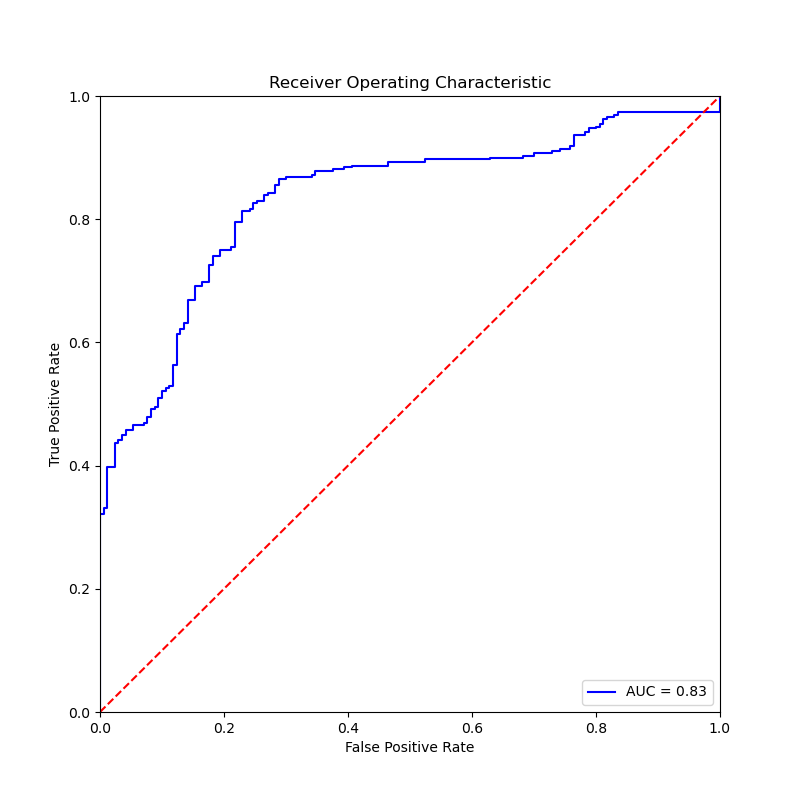 Receiver Operating Characteristic
True Positive Rate
1.0
0.8
0.6
0.4
0.2
0.0
AUC = 0.83
0.0 0.2 0.4 0.6 0.8 1.0
False Positive Rate